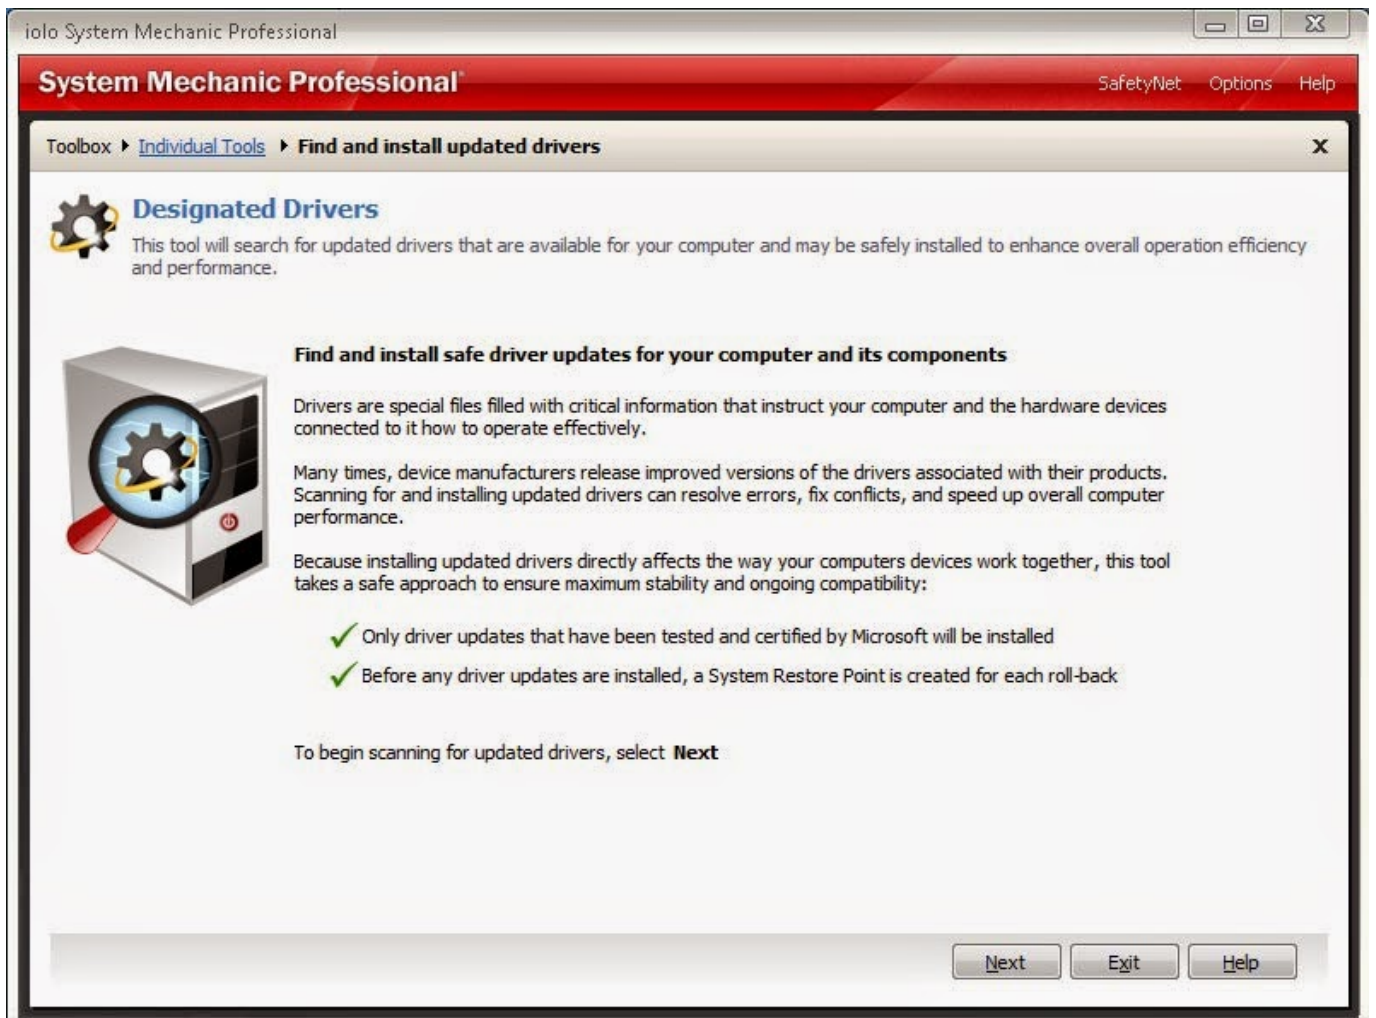 iolo System Mechanic Professional
System Mechanic Professional
SafetyNet Options Help
Toolbox Individual Tools Find and install updated drivers x
Designated Drivers
This tool will search for updated drivers that are available for your computer and may be safely installed to enhance overall operation efficiency
and performance.
Find and install safe driver updates for your computer and its components
Drivers are special files filled with critical information that instruct your computer and the hardware devices
connected to it how to operate effectively.
Many times, device manufacturers release improved versions of the drivers associated with their products.
Scanning for and installing updated drivers can resolve errors, fix conflicts, and speed up overall computer
performance.
Because installing updated drivers directly affects the way your computers devices work together, this tool
takes a safe approach to ensure maximum stability and ongoing compatibility:
Only driver updates that have been tested and certified by Microsoft will be installed
Before any driver updates are installed, a System Restore Point is created for each roll-back
To begin scanning for updated drivers, select Next
Next Exit Help